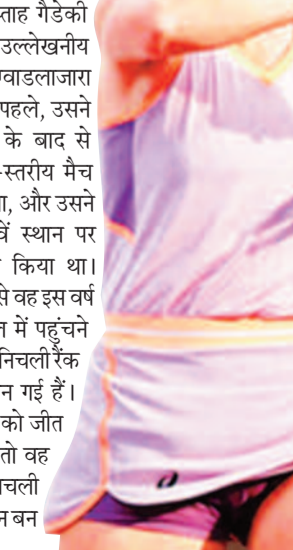 प्ताह गैडेकी
उल्लेखनीय
ग्वाडलाजारा
पहले, उसने
के बाद से
-स्तरीय मैच
ा, और उसने
वें स्थान पर
किया था।
से वह इस वर्ष
में पहुंचने
निचली रैंक
न गई हैं।
को जीत
तो वह
चली
न बन